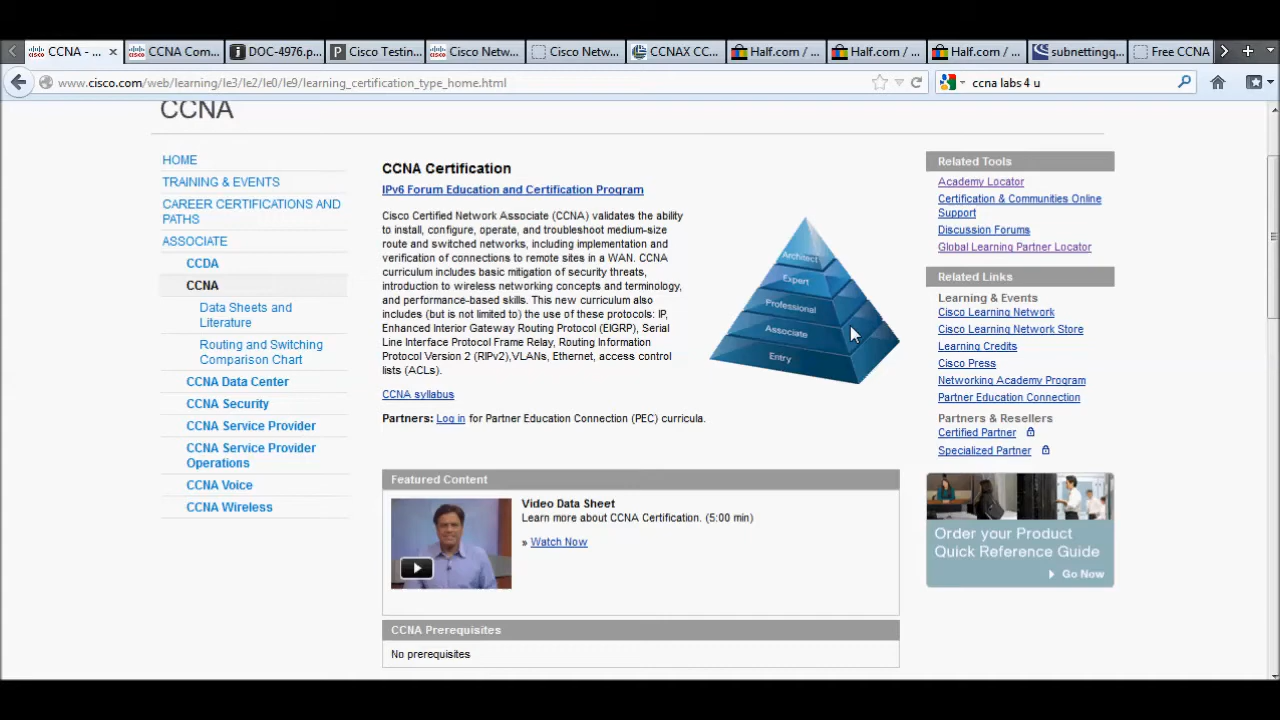 CCNA - ...
CCNA Com...
DOC-4976.p...
Cisco Testin...
Cisco Netw...
Cisco Netw...
CCNAX CC...
Half.com / ...
Half.com / ...
Half.com / ...
subnettingq...
Free CCNA
www.cisco.com/web/learning/le3/le2/le0/le9/learning_certification_type_home.html
ccna labs 4 u
CCNA
HOME
TRAINING & EVENTS
CAREER CERTIFICATIONS AND
PATHS
ASSOCIATE
CCDA
CCNA
Data Sheets and
Literature
Routing and Switching
Comparison Chart
CCNA Data Center
CCNA Security
CCNA Service Provider
CCNA Service Provider
Operations
CCNA Voice
CCNA Wireless
CCNA Certification
IPv6 Forum Education and Certification Program
Cisco Certified Network Associate (CCNA) validates the ability
to install, configure, operate, and troubleshoot medium-size
route and switched networks, including implementation and
verification of connections to remote sites in a WAN. CCNA
curriculum includes basic mitigation of security threats,
introduction to wireless networking concepts and terminology,
and performance-based skills. This new curriculum also
includes (but is not limited to) the use of these protocols: IP,
Enhanced Interior Gateway Routing Protocol (EIGRP), Serial
Line Interface Protocol Frame Relay, Routing Information
Protocol Version 2 (RIPv2),VLANs, Ethernet, access control
lists (ACLs).
CCNA syllabus
Partners: Log in for Partner Education Connection (PEC) curricula.
Architect
Expert
Professional
Associate
Entry
Featured Content
Video Data Sheet
Learn more about CCNA Certification. (5:00 min)
» Watch Now
CCNA Prerequisites
No prerequisites
Related Tools
Academy Locator
Certification & Communities Online
Support
Discussion Forums
Global Learning Partner Locator
Related Links
Learning & Events
Cisco Learning Network
Cisco Learning Network Store
Learning Credits
Cisco Press
Networking Academy Program
Partner Education Connection
Partners & Resellers
Certified Partner
Specialized Partner
Order your Product
Quick Reference Guide
Go Now